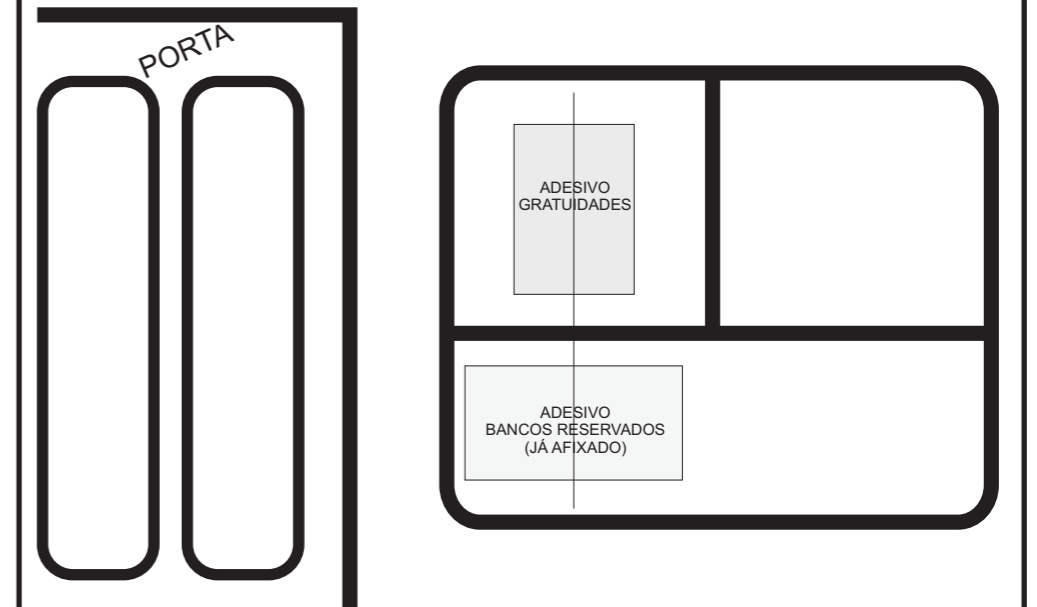 PORTA
ADESIVO
GRATUIDADES
ADESIVO
BANCOS RESERVADOS
(JÁ AFIXADO)